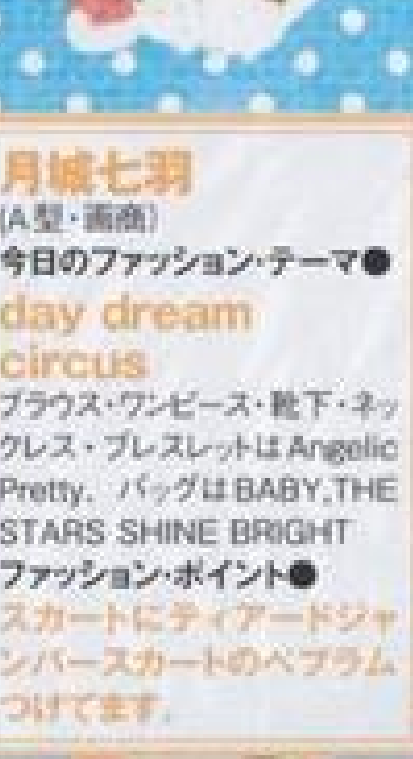 月城七羽
(A型・画商)
今日のファッション・テーマ●
day dream
circus
ブラウス・ワンピース・靴下・ネッ
クレス・ブレスレットはAngelic
Pretty、バッグはBABY,THE
STARS SHINE BRIGHT
ファッション・ポイント●
スカートにティアードジャ
ンパースカートのペプラム
つけてます。